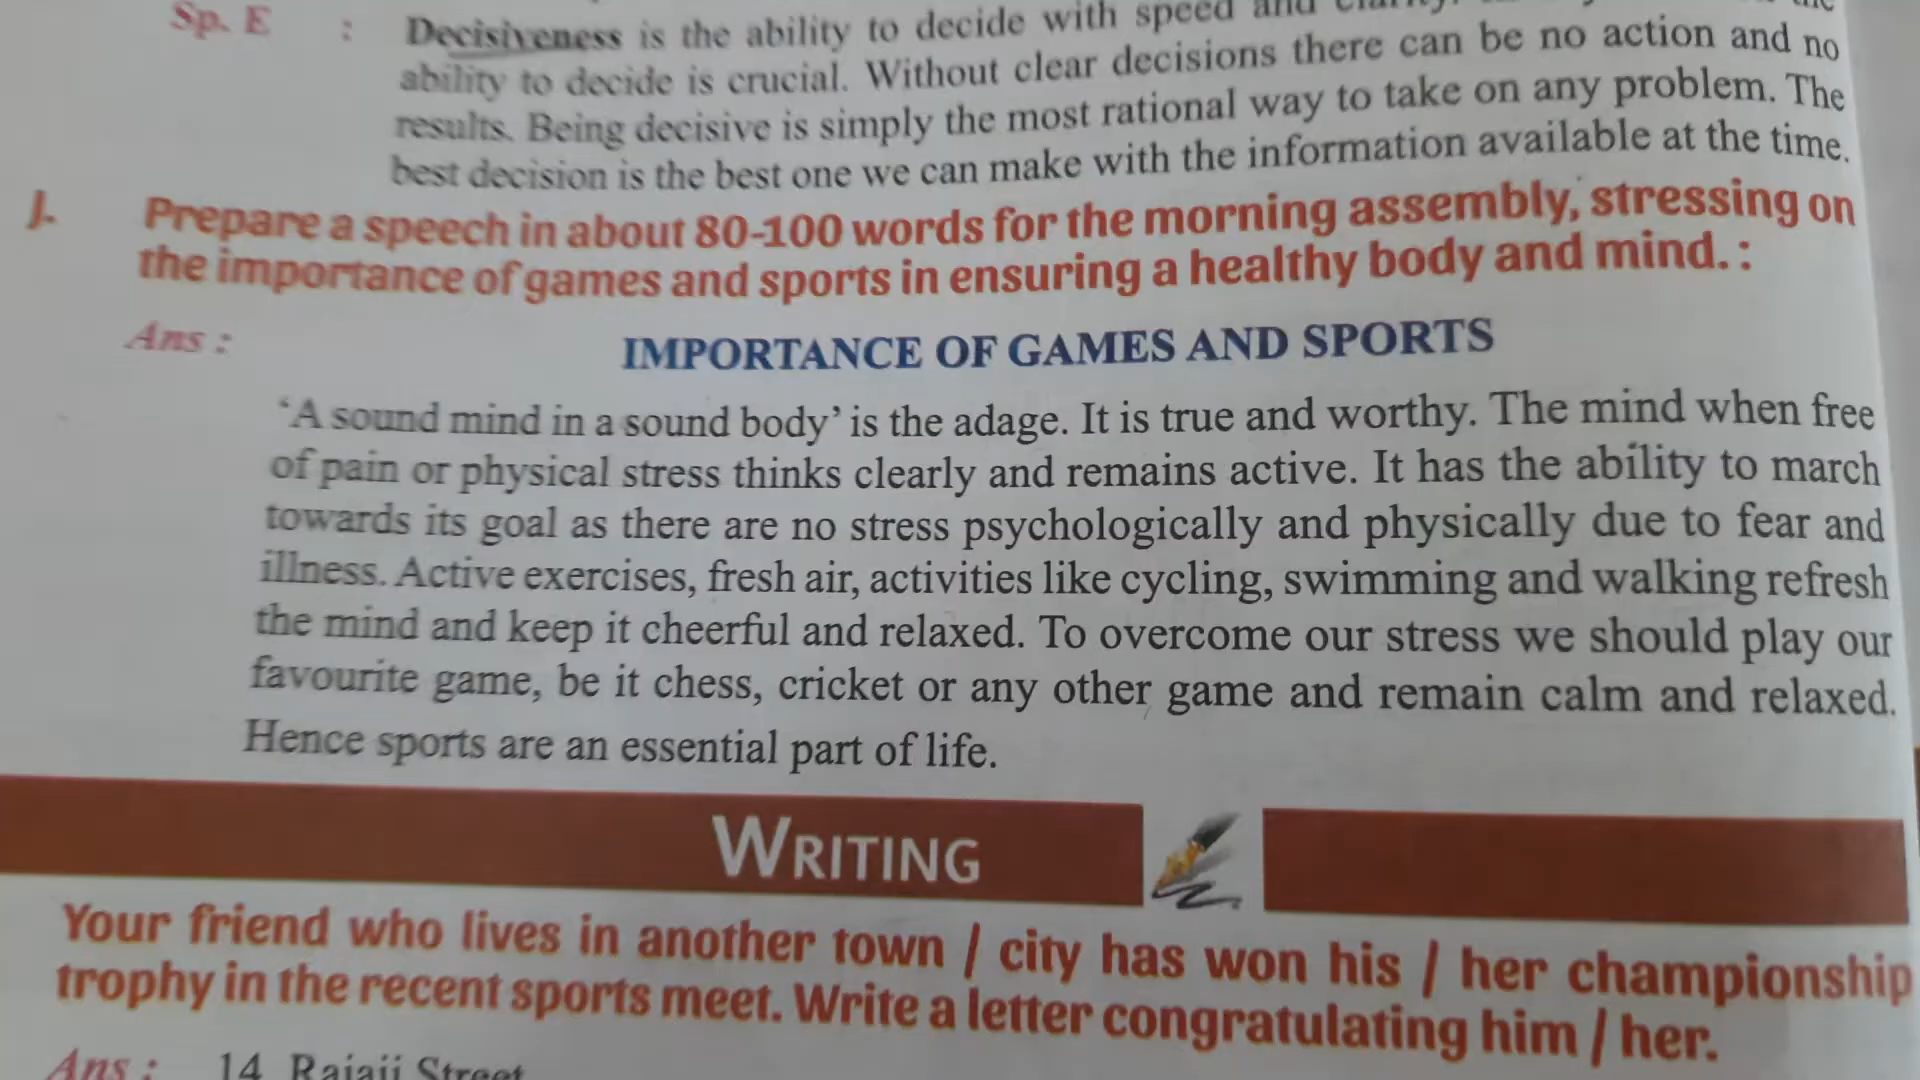 Sp. E : Decisiveness is the ability to decide with speed and clarity.
ability to decide is crucial. Without clear decisions there can be no action and no
results. Being decisive is simply the most rational way to take on any problem. The
best decision is the best one we can make with the information available at the time.
J. Prepare a speech in about 80-100 words for the morning assembly, stressing on
the importance of games and sports in ensuring a healthy body and mind. :
Ans : IMPORTANCE OF GAMES AND SPORTS
‘A sound mind in a sound body’ is the adage. It is true and worthy. The mind when free
of pain or physical stress thinks clearly and remains active. It has the ability to march
towards its goal as there are no stress psychologically and physically due to fear and
illness. Active exercises, fresh air, activities like cycling, swimming and walking refresh
the mind and keep it cheerful and relaxed. To overcome our stress we should play our
favourite game, be it chess, cricket or any other game and remain calm and relaxed.
Hence sports are an essential part of life.
WRITING
Your friend who lives in another town / city has won his / her championship
trophy in the recent sports meet. Write a letter congratulating him / her.
Ans : 14 Rajaji Street